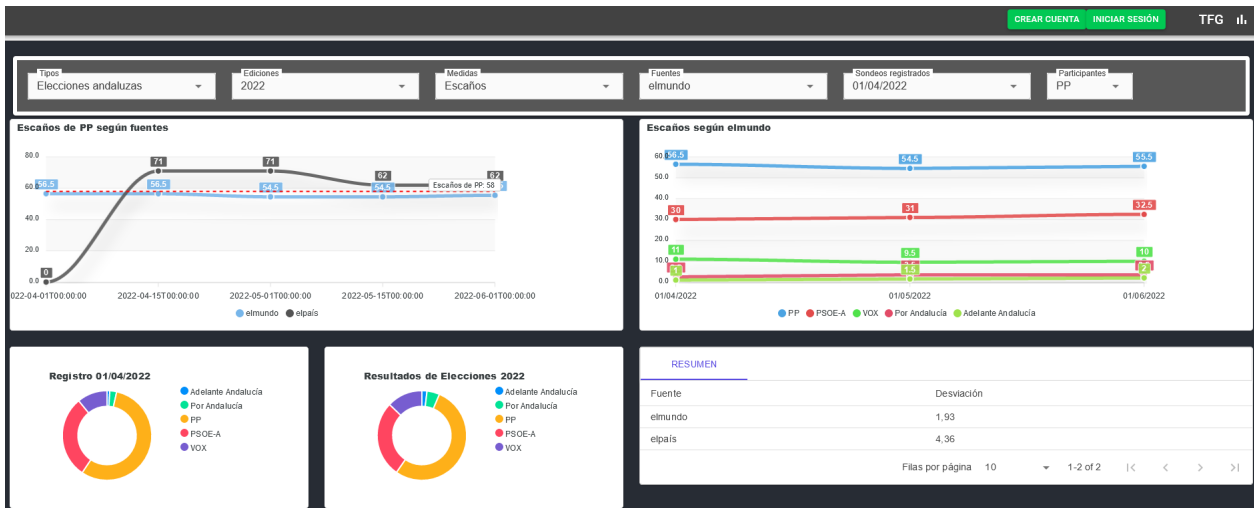 CREAR CUENTA
INICIAR SESIÓN
TFG
Tipos
Elecciones andaluzas
Ediciones
2022
Medidas
Escaños
Fuentes
elmundo
Sondeos registrados
01/04/2022
Participantes
PP
Escaños de PP según fuentes
80.0
60.0
40.0
20.0
0.0
56.5
56.5
54.5
54.5
0
71
71
62
62
Escaños de PP: 58
022-04-01T00:00:00
2022-04-15T00:00:00
2022-05-01T00:00:00
2022-05-15T00:00:00
2022-06-01T00:00:00
elmundo
elpaís
Escaños según elmundo
60.0
50.0
40.0
30.0
20.0
10.0
0.0
56.5
54.5
55.5
30
31
32.5
11
9.5
10
1
1.5
2
01/04/2022
01/05/2022
01/06/2022
PP
PSOE-A
VOX
Por Andalucía
Adelante Andalucía
Registro 01/04/2022
Adelante Andalucía
Por Andalucía
PP
PSOE-A
VOX
Resultados de Elecciones 2022
Adelante Andalucía
Por Andalucía
PP
PSOE-A
VOX
RESUMEN
Fuente Desviación
elmundo 1,93
elpaís 4,36
Filas por página 10 1-2 of 2